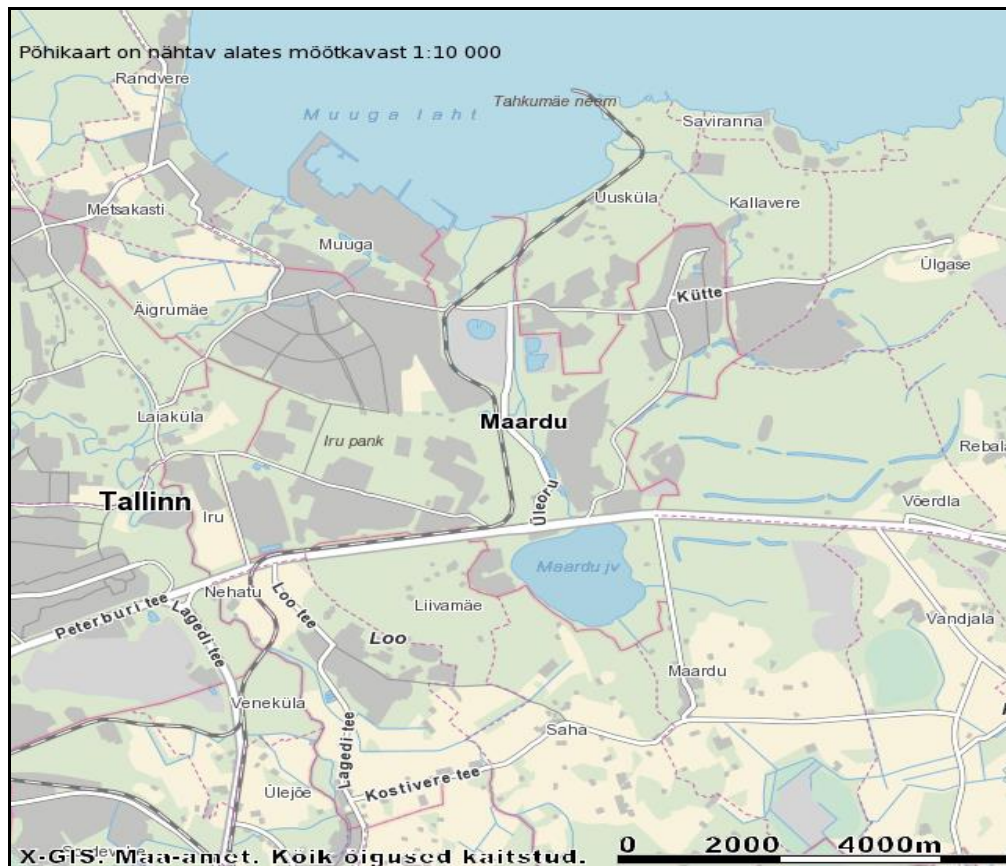 Põhikaart on nähtav alates mõõtkavast 1:10 000
Randvere
Tahkumäe neem
Muuga laht
Saviranna
Metsakasti
Uusküla
Kallavere
Muuga
Ülgase
Kütte
Äigrumäe
Laiaküla
Maardu
Iru pank
Rebala
Tallinn
Iru
Üleoru
Võerdla
Maardu jv
Nehatu
Loo tee
Peterburi tee
Lagedi tee
Liivamäe
Vandjala
Loo
Maardu
Veneküla
Saha
Lagedi tee
Kostivere tee
Ülejõe
0 2000 4000m
X-GIS. Maa-amet. Kõik õigused kaitstud.